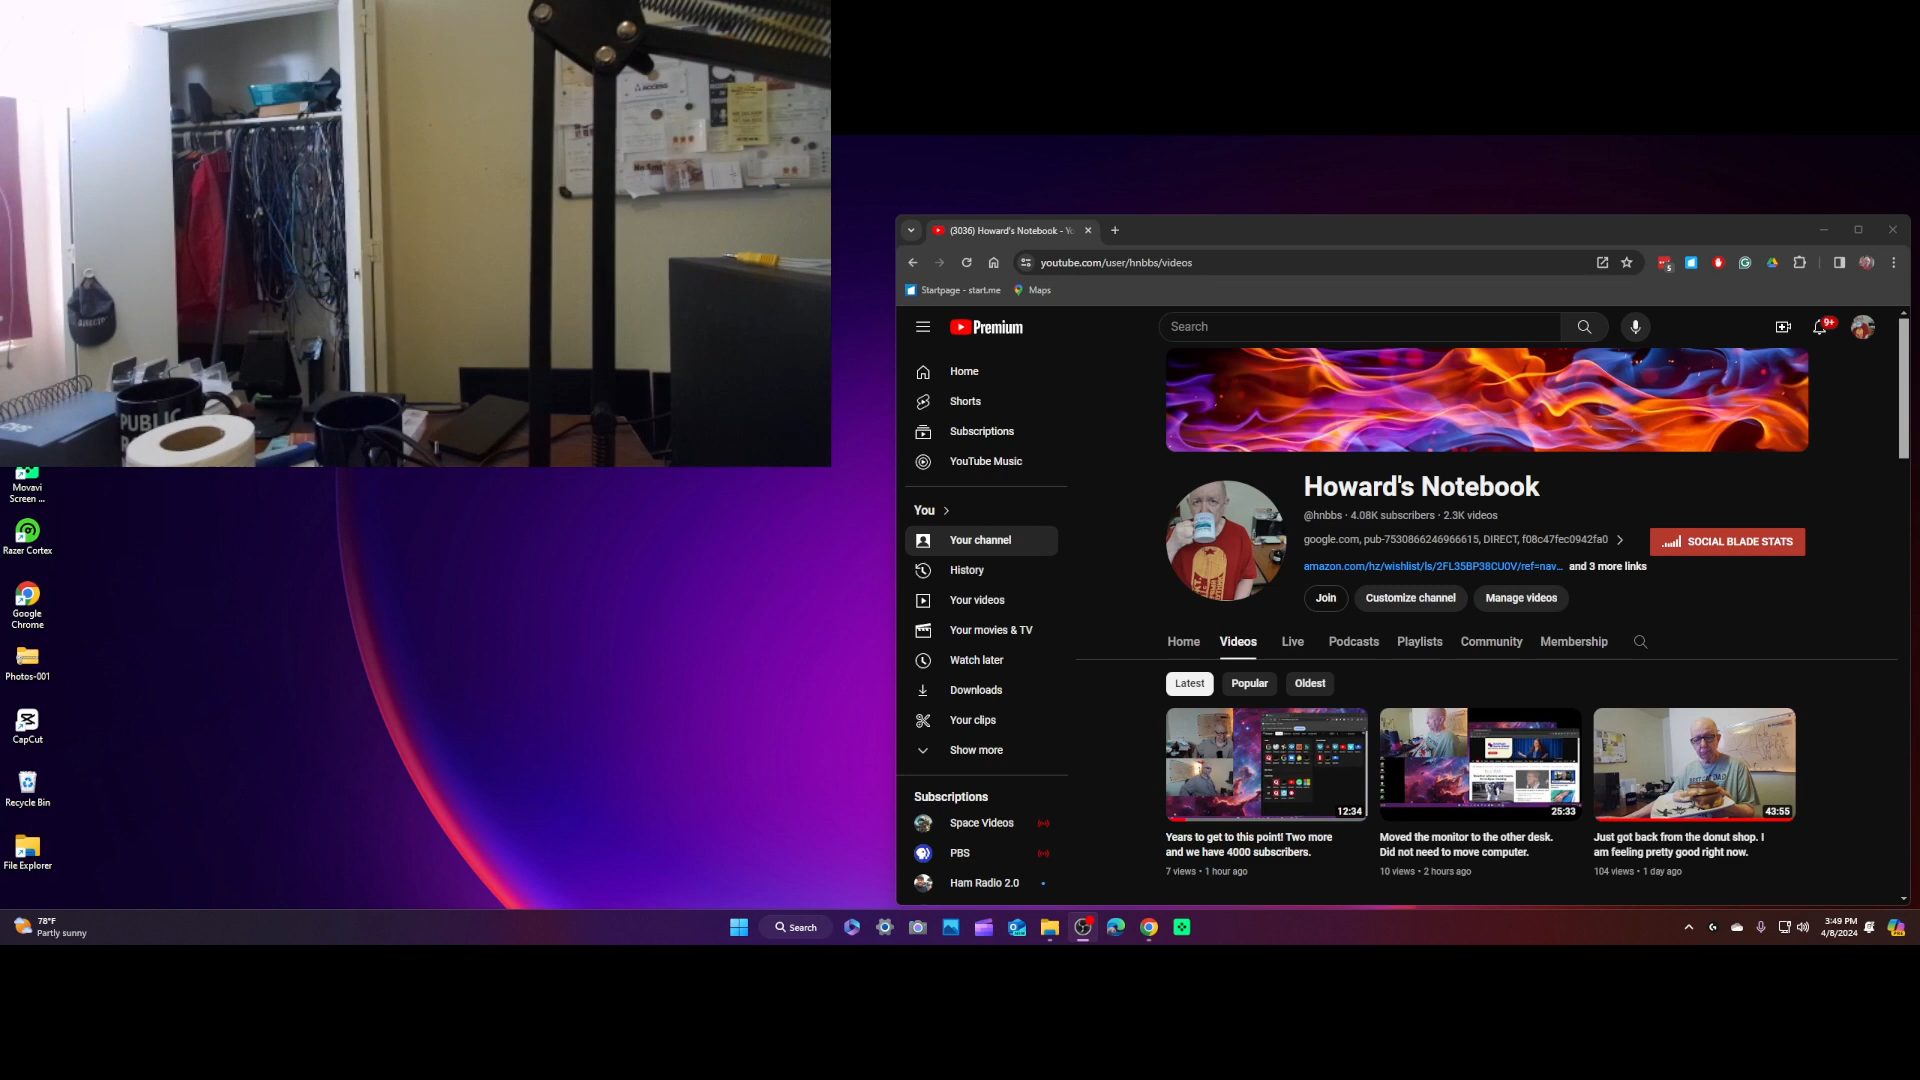 ACCESS
DIRECTV
CVS
PUBLIC
Movavi
Screen ...
Razer Cortex
Google
Chrome
Photos-001
CapCut
Recycle Bin
File Explorer
(3036) Howard's Notebook - Yo
youtube.com/user/hnbbs/videos
Startpage - start.me
Maps
5
Premium
Search
9+
Home
Shorts
Subscriptions
YouTube Music
You
Your channel
History
Your videos
Your movies & TV
Watch later
Downloads
Your clips
Show more
Subscriptions
Space Videos
PBS
Ham Radio 2.0
Howard's Notebook
@hnbbs · 4.08K subscribers · 2.3K videos
google.com, pub-7530866246966615, DIRECT, f08c47fec0942fa0
SOCIAL BLADE STATS
amazon.com/hz/wishlist/ls/2FL35BP38CU0V/ref=nav... and 3 more links
Join
Customize channel
Manage videos
Home
Videos
Live
Podcasts
Playlists
Community
Membership
Latest
Popular
Oldest
12:34
25:33
43:55
Years to get to this point! Two more
and we have 4000 subscribers.
7 views • 1 hour ago
Moved the monitor to the other desk.
Did not need to move computer.
10 views • 2 hours ago
Just got back from the donut shop. I
am feeling pretty good right now.
104 views • 1 day ago
78°F
Partly sunny
Search
3:49 PM
4/8/2024